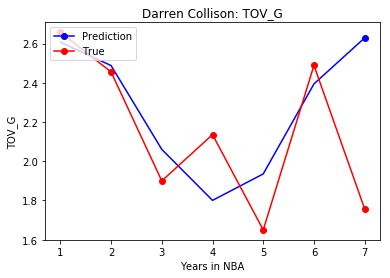 Darren Collison: TOV_G
Prediction
True
2.6
2.4
2.2
2.0
1.8
1.6
TOV_G
1 2 3 4 5 6 7
Years in NBA